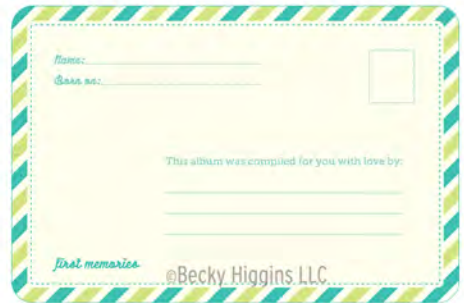 Name:
Born on:
This album was compiled for you with love by:
first memories
©Becky Higgins LLC